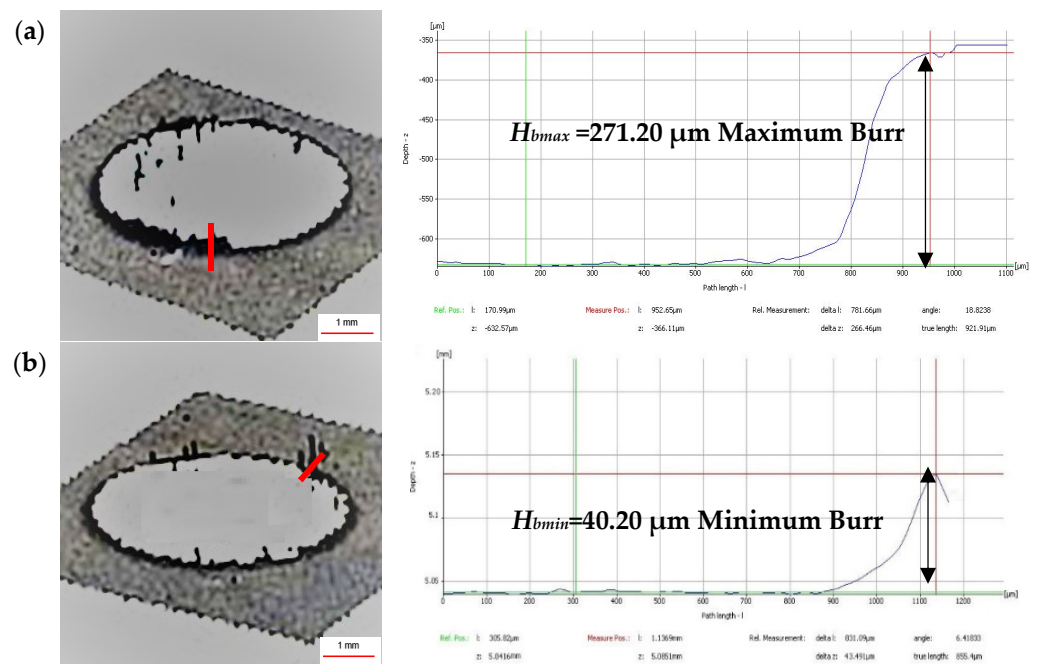 (a)
1 mm
[µm]
-350
-400
-450
-500
-550
-600
Depth - z
Hbmax =271.20 µm Maximum Burr
0 100 200 300 400 500 600 700 800 900 1000 1100 [µm]
Path length - l
Ref. Pos.: l: 170.99µm Measure Pos.: l: 952.65µm Rel. Measurement: delta l: 781.66µm angle: 18.8238
z: -632.57µm z: -366.11µm delta z: 266.46µm true length: 921.91µm
(b)
1 mm
[mm]
5.20
5.15
5.1
5.05
Depth - z
Hbmin=40.20 µm Minimum Burr
0 100 200 300 400 500 600 700 800 900 1000 1100 1200 [µm]
Path length - l
Ref. Pos.: l: 305.82µm Measure Pos.: l: 1.1369mm Rel. Measurement: delta l: 831.09µm angle: 6.41833
z: 5.0416mm z: 5.0851mm delta z: 43.491µm true length: 855.4µm